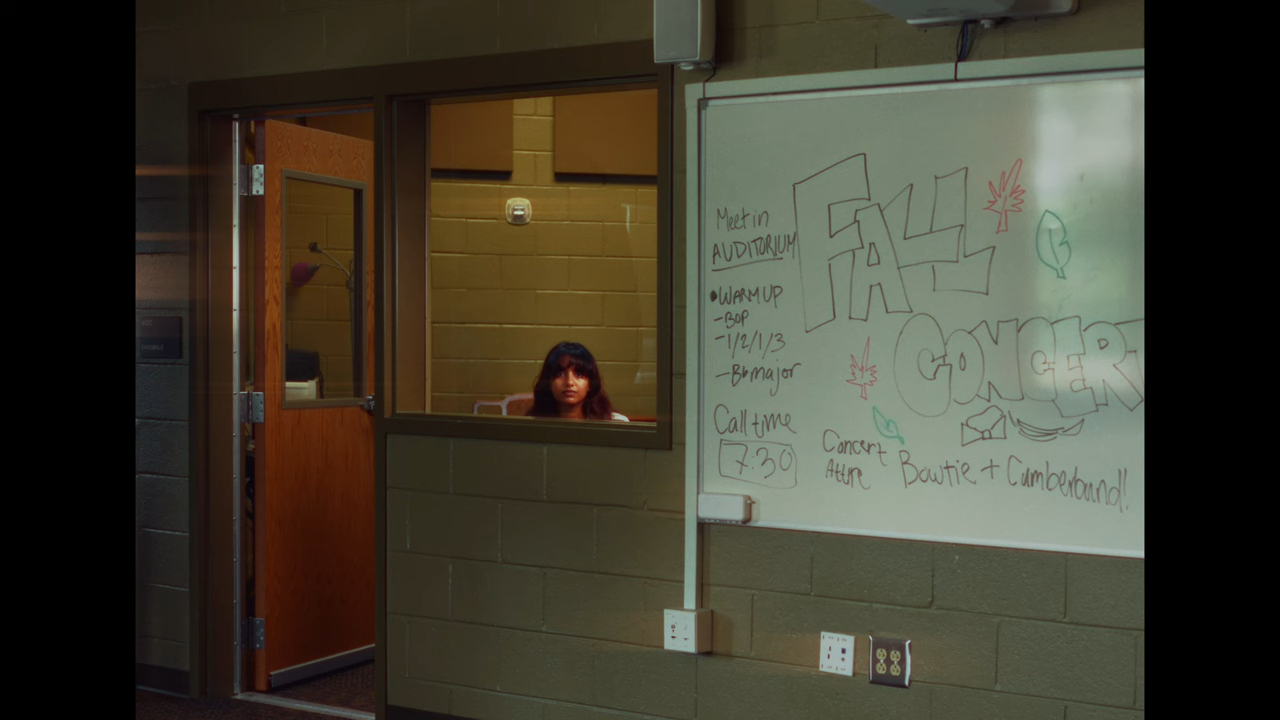 Meet in
AUDITORIUM
•WARM UP
-BOP
-1/2/1/3
-Bb major
Call time
7:30
FALL
CONCERT
Concert
Attire
Bowtie + Cumberbund!